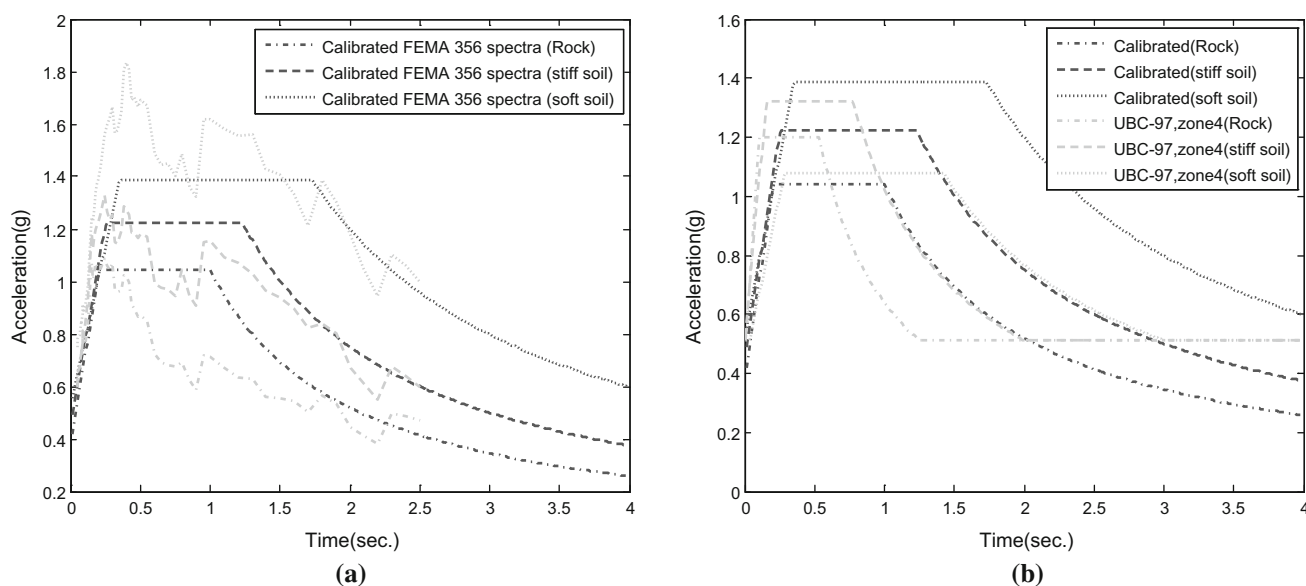 2
1.8
1.6
1.4
1.2
1
0.8
0.6
0.4
0.2
0 0.5 1 1.5 2 2.5 3 3.5 4
Acceleration(g)
Time(sec.)
Calibrated FEMA 356 spectra (Rock)
Calibrated FEMA 356 spectra (stiff soil)
Calibrated FEMA 356 spectra (soft soil)
(a)
1.6
1.4
1.2
1
0.8
0.6
0.4
0.2
0
0 0.5 1 1.5 2 2.5 3 3.5 4
Acceleration(g)
Time(sec.)
Calibrated(Rock)
Calibrated(stiff soil)
Calibrated(soft soil)
UBC-97,zone4(Rock)
UBC-97,zone4(stiff soil)
UBC-97,zone4(soft soil)
(b)